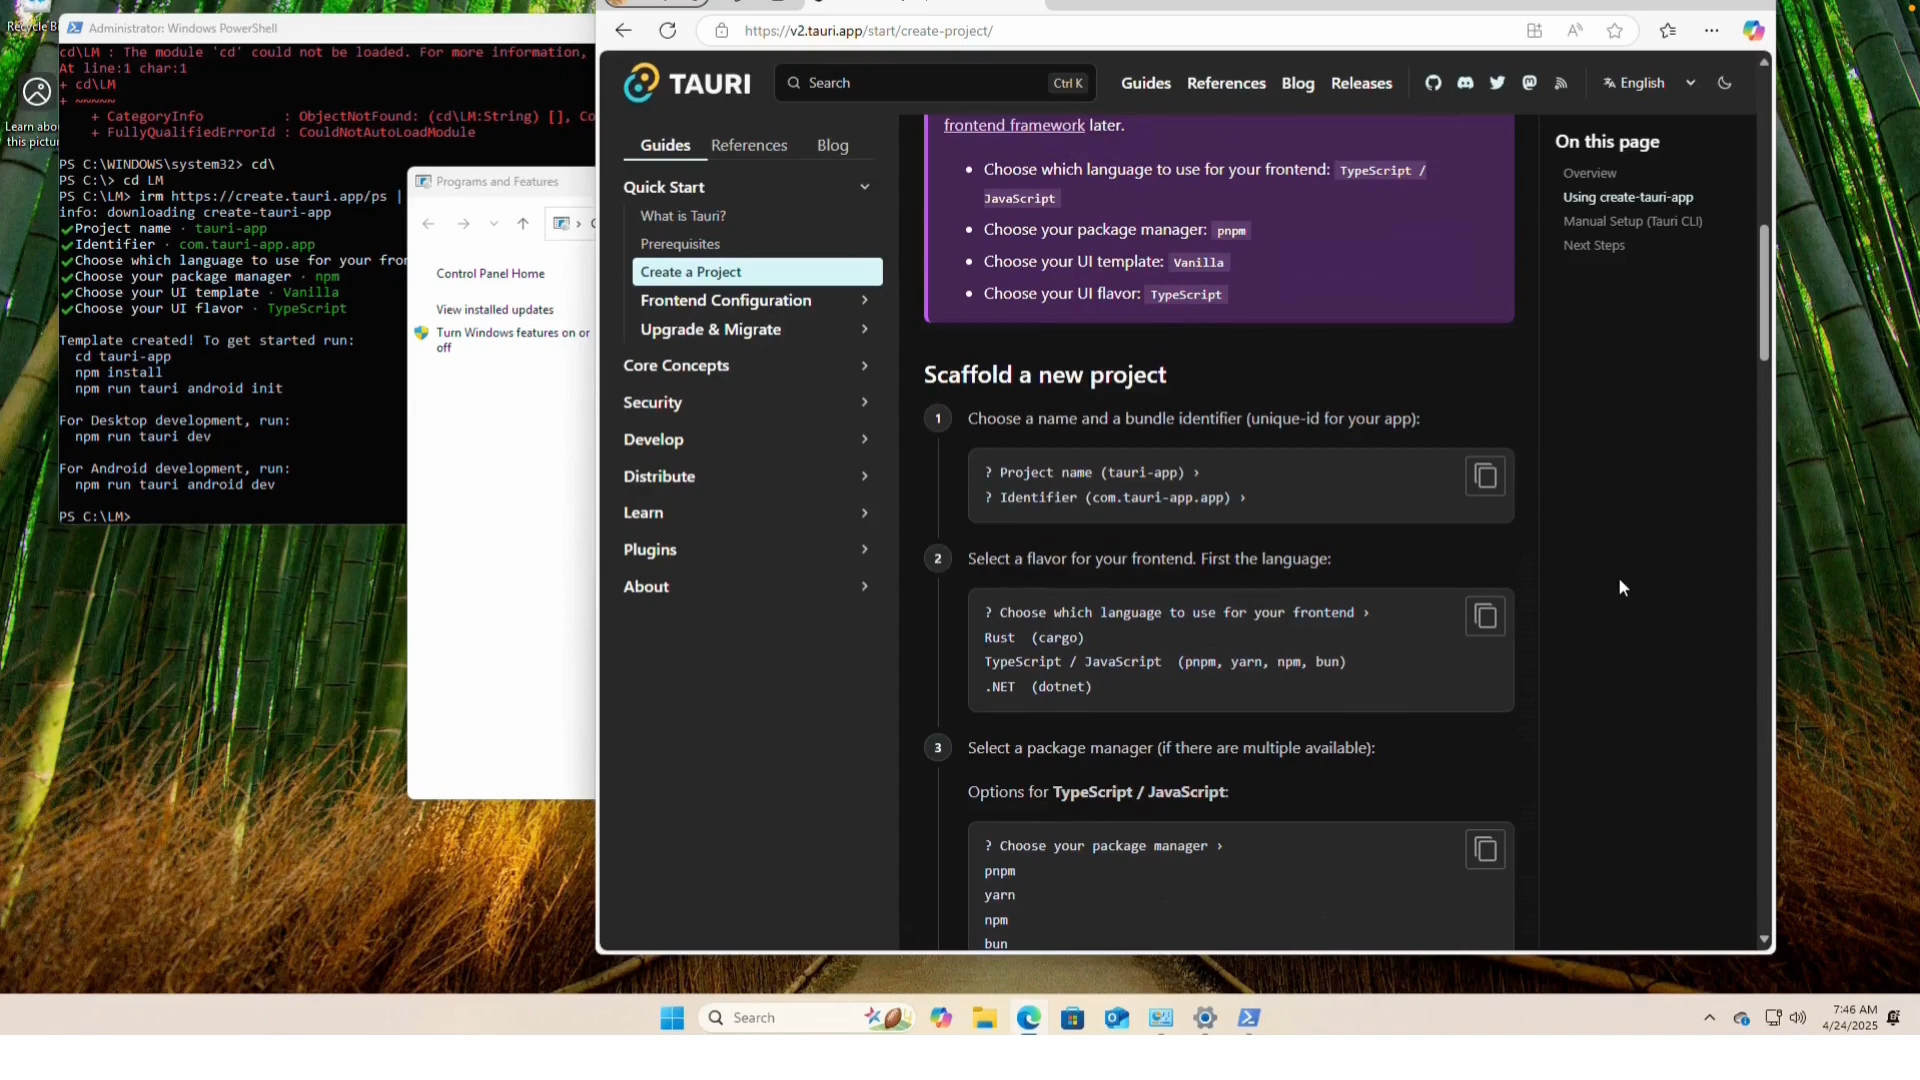 Recycle B
Learn abou
this pictur
Administrator: Windows PowerShell
cd\LM : The module 'cd' could not be loaded. For more information,
At line:1 char:1
+ cd\LM
+ ~~~~~
+ CategoryInfo : ObjectNotFound: (cd\LM:String) [], Co
+ FullyQualifiedErrorId : CouldNotAutoLoadModule
PS C:\WINDOWS\system32> cd\
PS C:\> cd LM
PS C:\LM> irm https://create.tauri.app/ps |
info: downloading create-tauri-app
✔Project name · tauri-app
✔Identifier · com.tauri-app.app
✔Choose which language to use for your fron
✔Choose your package manager · npm
✔Choose your UI template · Vanilla
✔Choose your UI flavor · TypeScript
Template created! To get started run:
cd tauri-app
npm install
npm run tauri android init
For Desktop development, run:
npm run tauri dev
For Android development, run:
npm run tauri android dev
PS C:\LM>
Programs and Features
Control Panel Home
View installed updates
Turn Windows features on or
off
https://v2.tauri.app/start/create-project/
TAURI
Search
Ctrl K
Guides
References
Blog
Releases
English
Guides
References
Blog
Quick Start
What is Tauri?
Prerequisites
Create a Project
Frontend Configuration
Upgrade & Migrate
Core Concepts
Security
Develop
Distribute
Learn
Plugins
About
frontend framework later.
• Choose which language to use for your frontend: TypeScript /
JavaScript
• Choose your package manager: pnpm
• Choose your UI template: Vanilla
• Choose your UI flavor: TypeScript
Scaffold a new project
1 Choose a name and a bundle identifier (unique-id for your app):
? Project name (tauri-app) ›
? Identifier (com.tauri-app.app) ›
2 Select a flavor for your frontend. First the language:
? Choose which language to use for your frontend ›
Rust (cargo)
TypeScript / JavaScript (pnpm, yarn, npm, bun)
.NET (dotnet)
3 Select a package manager (if there are multiple available):
Options for TypeScript / JavaScript:
? Choose your package manager ›
pnpm
yarn
npm
bun
On this page
Overview
Using create-tauri-app
Manual Setup (Tauri CLI)
Next Steps
Search
7:46 AM
4/24/2025